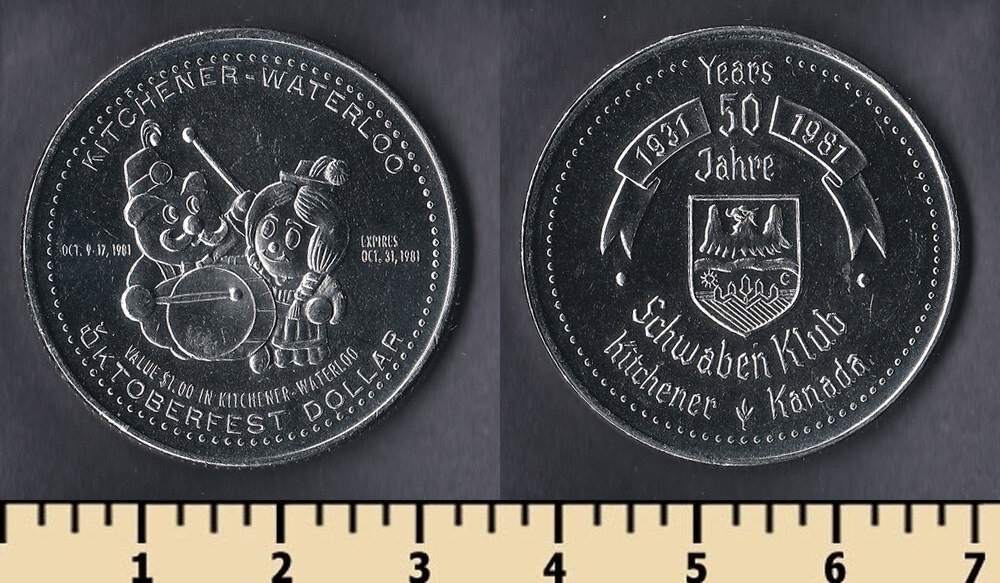 KITCHENER-WATERLOO
OCT. 9-17, 1981
EXPIRES
OCT. 31, 1981
VALUE $1.00 IN KITCHENER-WATERLOO
OKTOBERFEST DOLLAR
Years
1931 50 1981
Jahre
Schwaben Klub
Kitchener Kanada
1 2 3 4 5 6 7